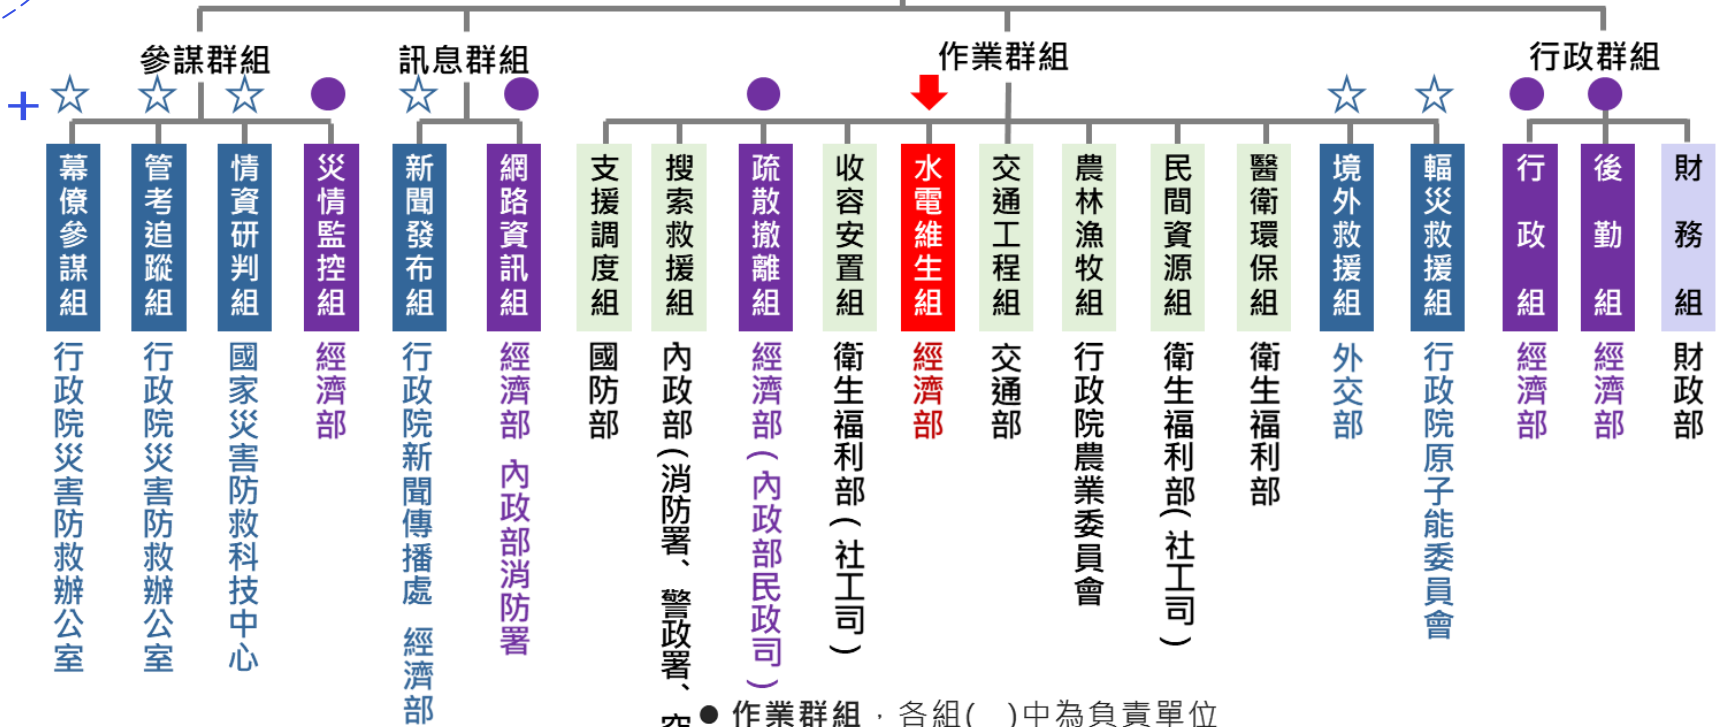 參謀群組
訊息群組
作業群組
行政群組
幕僚參謀組
管考追蹤組
情資研判組
災情監控組
新聞發布組
網路資訊組
支援調度組
搜索救援組
疏散撤離組
收容安置組
水電維生組
交通工程組
農林漁牧組
民間資源組
醫衛環保組
境外救援組
輻災救援組
行政組
後勤組
財務組
行政院災害防救辦公室
行政院災害防救辦公室
國家災害防救科技中心
經濟部
行政院新聞傳播處 經濟部
經濟部 內政部消防署
國防部
內政部(消防署、警政署、空
經濟部(內政部民政司)
衛生福利部(社工司)
經濟部
交通部
行政院農業委員會
衛生福利部(社工司)
衛生福利部
外交部
行政院原子能委員會
經濟部
經濟部
財政部
● 作業群組，各組( )中為負責單位